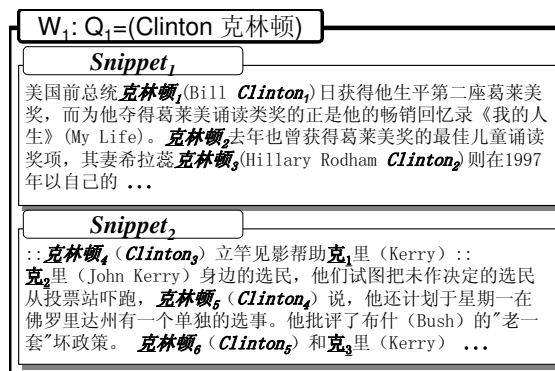 W1: Q1=(Clinton 克林顿)
Snippet1
美国前总统克林顿1(Bill Clinton1)日获得他生平第二座葛莱美
奖，而为他夺得葛莱美诵读类奖的正是他的畅销回忆录《我的人
生》(My Life)。克林顿2去年也曾获得葛莱美奖的最佳儿童诵读
奖项，其妻希拉蕊克林顿3(Hillary Rodham Clinton2)则在1997
年以自己的 ...
Snippet2
::克林顿4（Clinton3）立竿见影帮助克1里（Kerry）::
克2里（John Kerry）身边的选民，他们试图把未作决定的选民
从投票站吓跑，克林顿5（Clinton4）说，他还计划于星期一在
佛罗里达州有一个单独的选事。他批评了布什（Bush）的"老一
套"坏政策。 克林顿6（Clinton5）和克3里（Kerry） ...